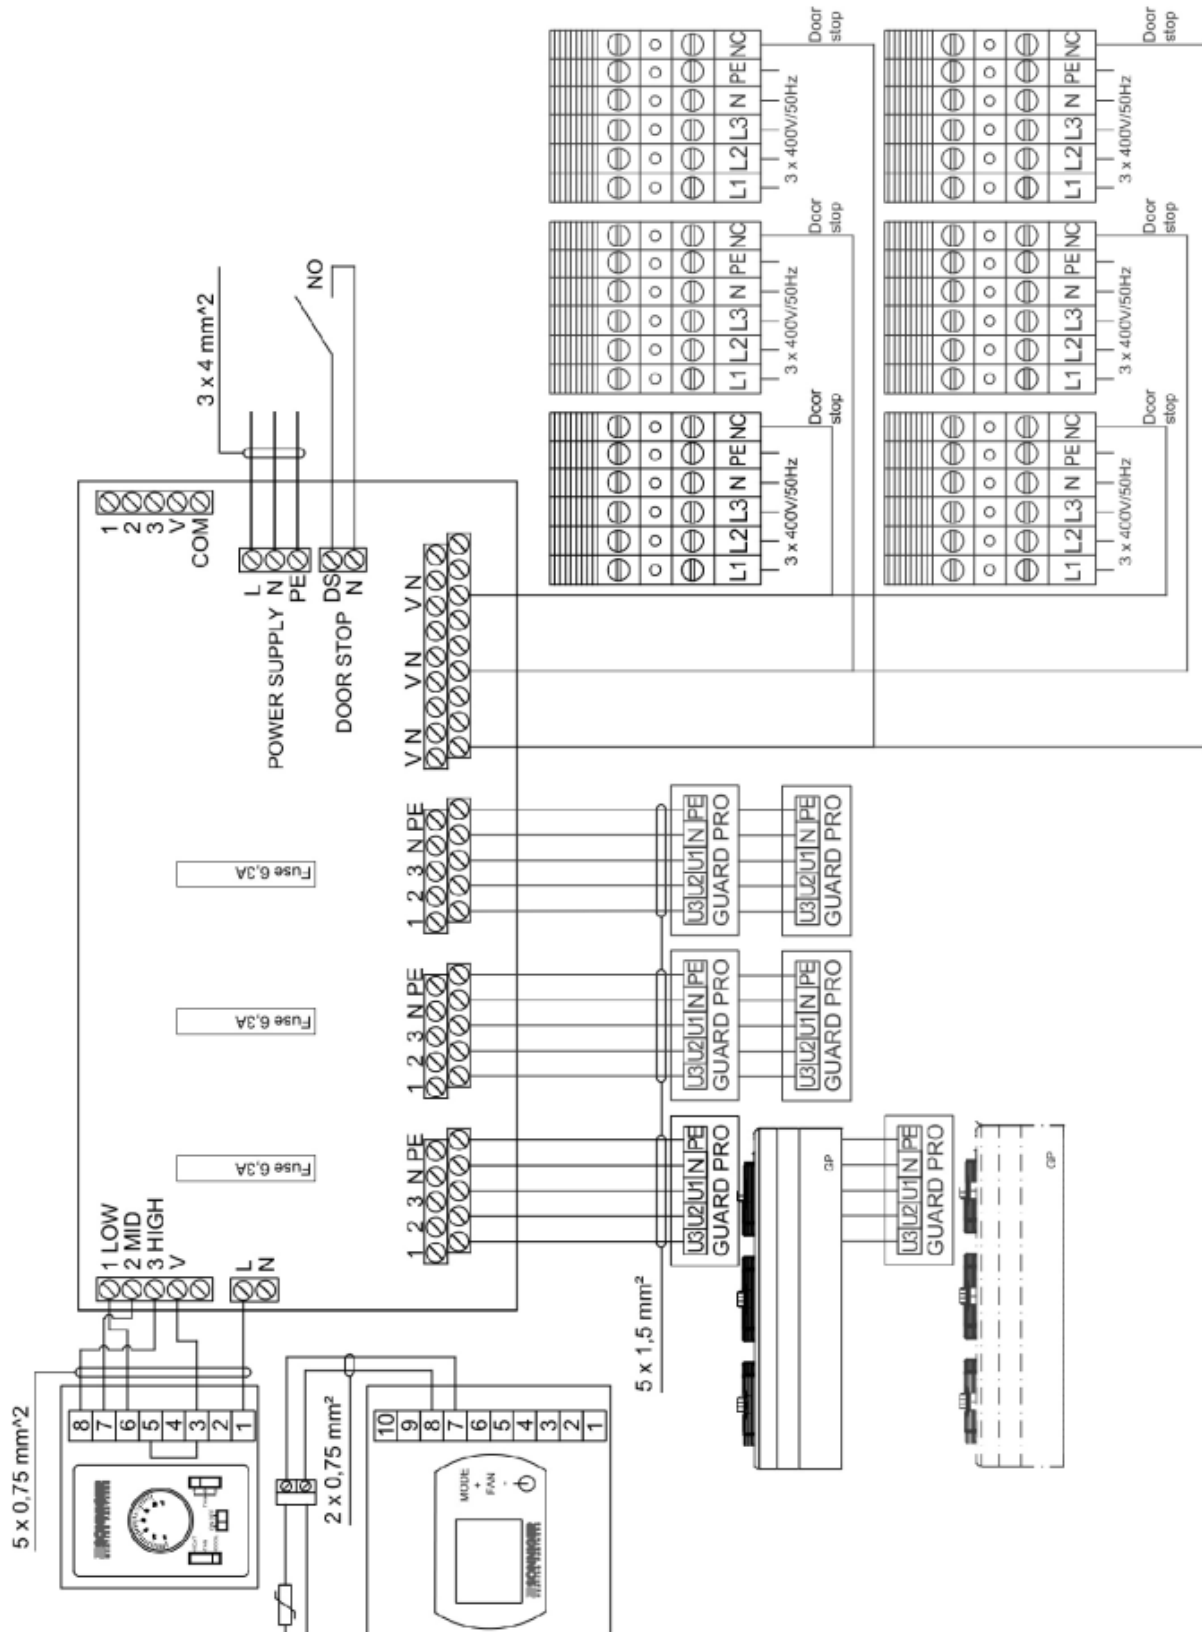 5 x 0,75 mm^2
8
7
6
5
4
3
2
1
SONNIGER
1 LOW
2 MID
3 HIGH
V
L
N
2 x 0,75 mm²
10
9
8
7
6
5
4
3
2
1
MODE
+
FAN
-
SONNIGER
Fuse 6,3A
Fuse 6,3A
Fuse 6,3A
1
2
3
V
COM
L
N
PE
POWER SUPPLY
DS
N
DOOR STOP
3 x 4 mm^2
NO
1 2 3 N PE
1 2 3 N PE
1 2 3 N PE
V N
V N
V N
5 x 1,5 mm²
U3 U2 U1 N PE
GUARD PRO
U3 U2 U1 N PE
GUARD PRO
U3 U2 U1 N PE
GUARD PRO
U3 U2 U1 N PE
GUARD PRO
U3 U2 U1 N PE
GUARD PRO
U3 U2 U1 N PE
GUARD PRO
GP
GP
L1 L2 L3 N PE NC
3 x 400V/50Hz
Door
stop
L1 L2 L3 N PE NC
3 x 400V/50Hz
Door
stop
L1 L2 L3 N PE NC
3 x 400V/50Hz
Door
stop
L1 L2 L3 N PE NC
3 x 400V/50Hz
Door
stop
L1 L2 L3 N PE NC
3 x 400V/50Hz
Door
stop
L1 L2 L3 N PE NC
3 x 400V/50Hz
Door
stop